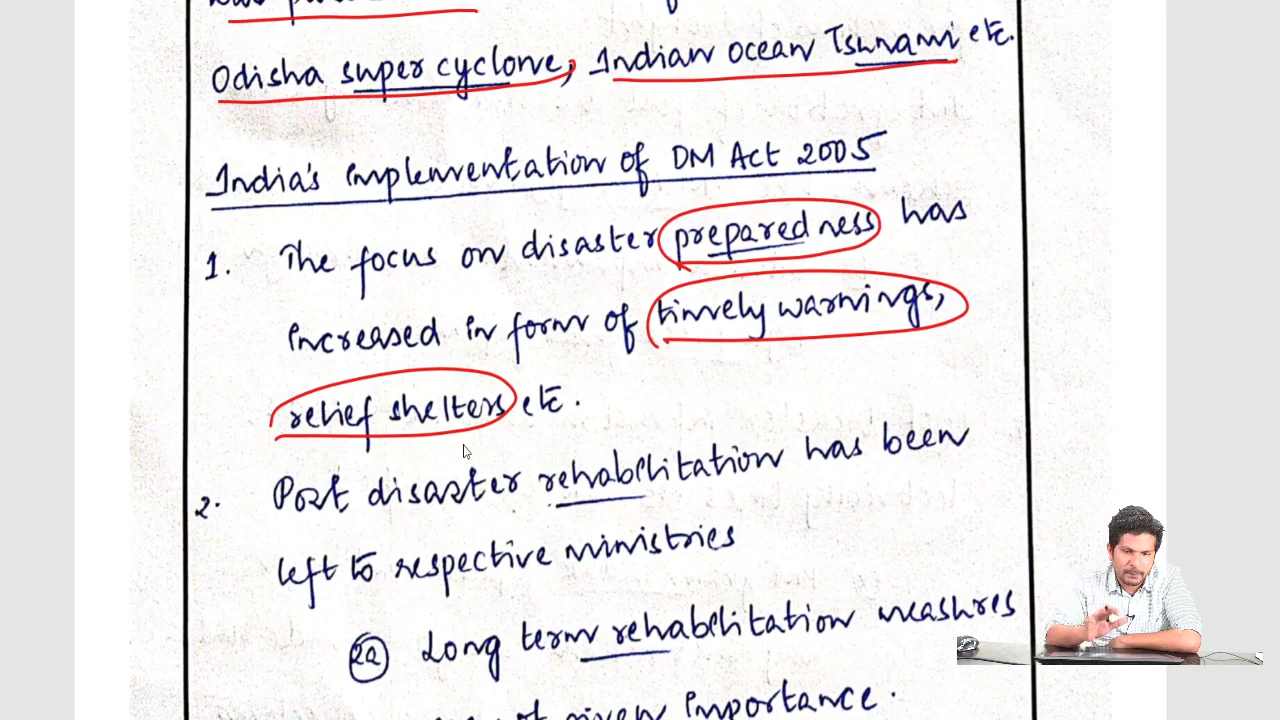 Odisha super cyclone, Indian ocean Tsunami etc.
India's implementation of DM Act 2005
1. The focus on disaster preparedness has
increased in form of timely warnings,
relief shelters etc.
2. Post disaster rehabilitation has been
left to respective ministries
2a Long term rehabilitation measures
not given importance.